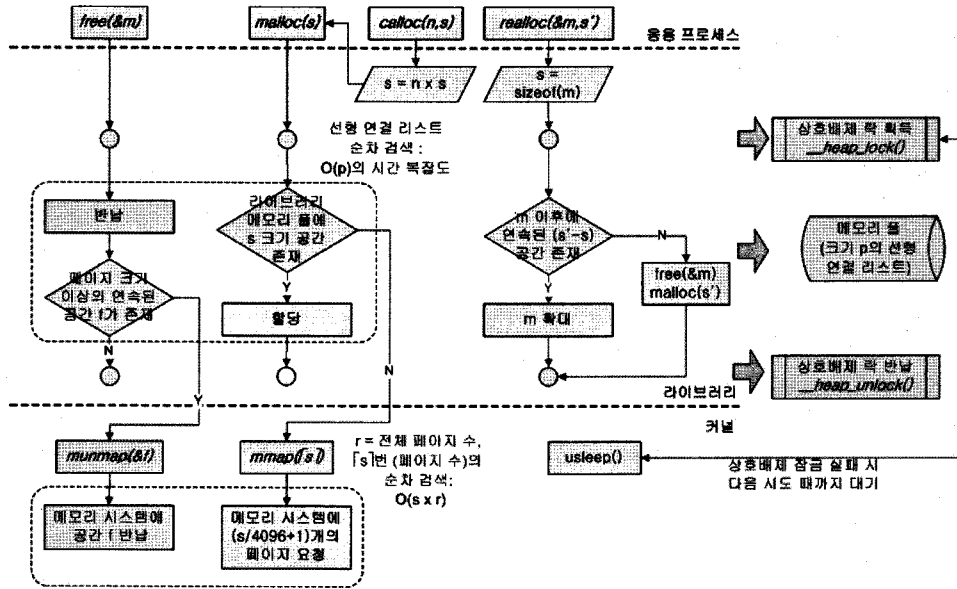 free(&m)
malloc(s)
calloc(n,s)
realloc(&m,s′)
응용 프로세스
s = n x s
s =
sizeof(m)
선형 연결 리스트
순차 검색 :
O(p)의 시간 복잡도
상호배제 락 획득
__heap_lock()
반납
라이브러리
메모리 풀에
s 크기 공간
존재
m 이후에
연속된 (s′-s)
공간 존재
N
메모리 풀
(크기 p의 선형
연결 리스트)
페이지 크기
이상의 연속된
공간 f가 존재
Y
Y
free(&m)
malloc(s′)
할당
m 확대
N
N
상호배제 락 반납
__heap_unlock()
Y
라이브러리
커널
munmap(&f)
mmap(⌈s⌉)
r = 전체 페이지 수,
⌈s⌉번 (페이지 수)의
순차 검색:
O(s x r)
usleep()
상호배제 잠금 실패 시
다음 시도 때까지 대기
메모리 시스템에
공간 f 반납
메모리 시스템에
(s/4096+1)개의
페이지 요청